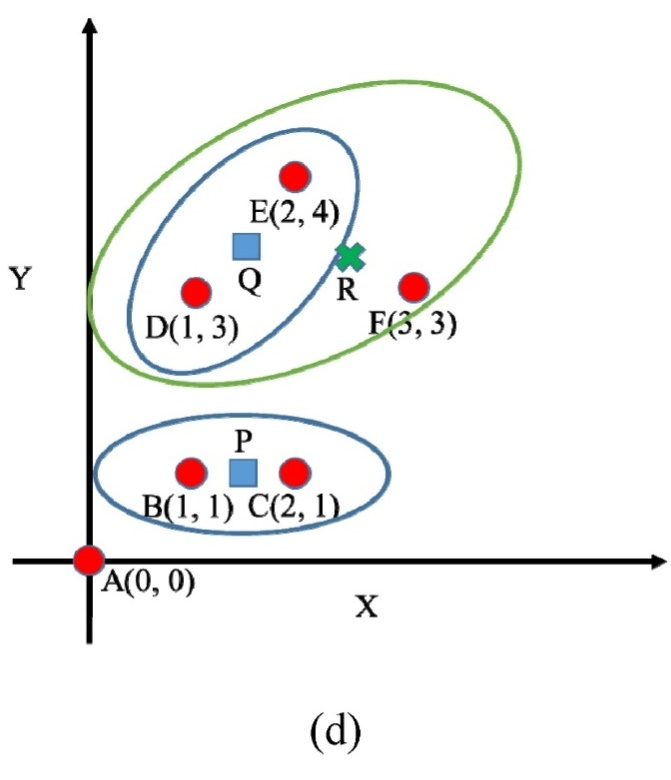 E(2, 4)
Y
Q
R
D(1, 3)
F(3, 3)
P
B(1, 1) C(2, 1)
A(0, 0)
X
(d)